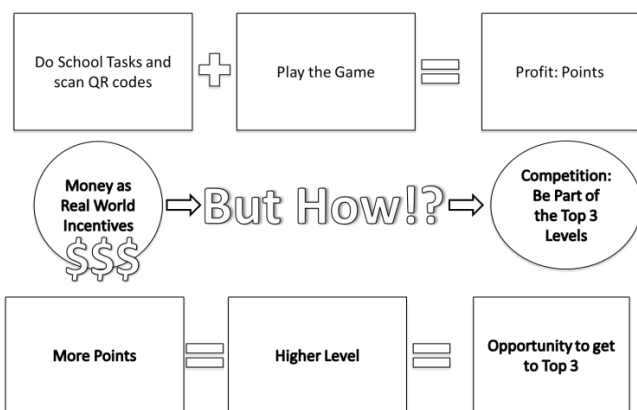 Do School Tasks and
scan QR codes
+
Play the Game
=
Profit: Points
Money as
Real World
Incentives
$$$
But How!?
Competition:
Be Part of
the Top 3
Levels
More Points
=
Higher Level
=
Opportunity to get
to Top 3